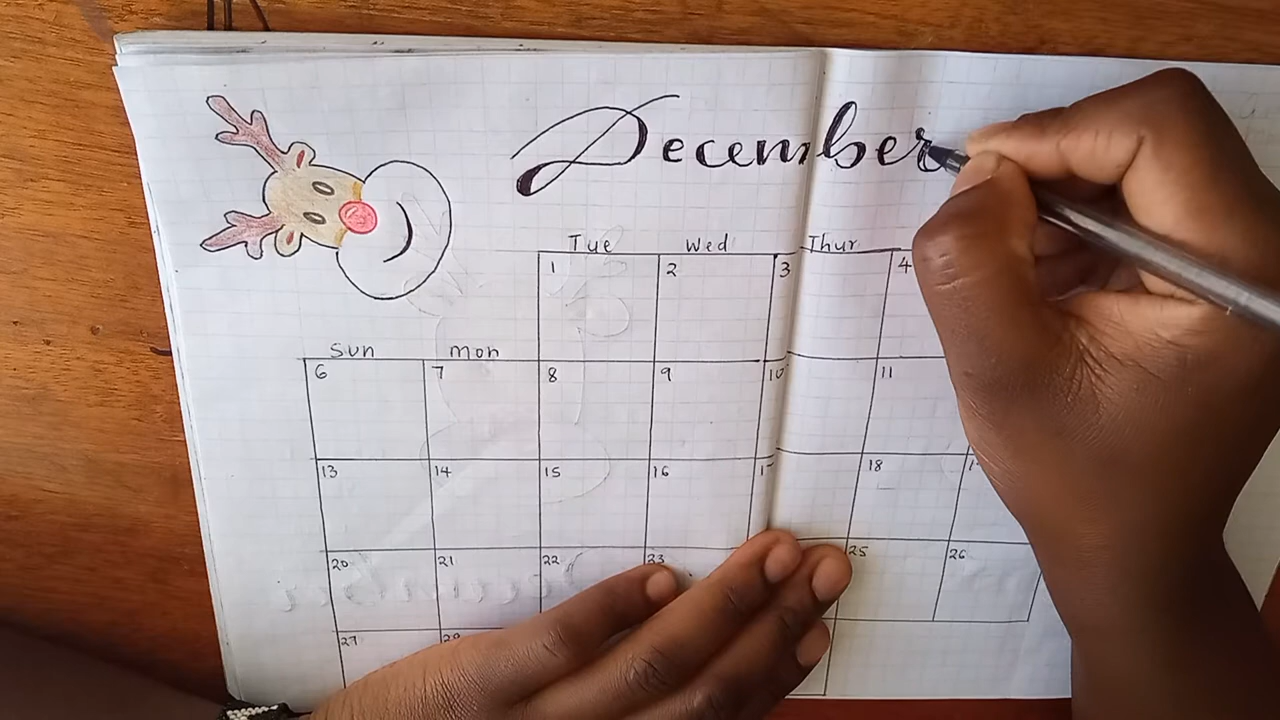 December
Tue Wed Thur
1 2 3 4
Sun Mon
6 7 8 9 10 11
13 14 15 16 18
20 21 22 23 25 26
27 28